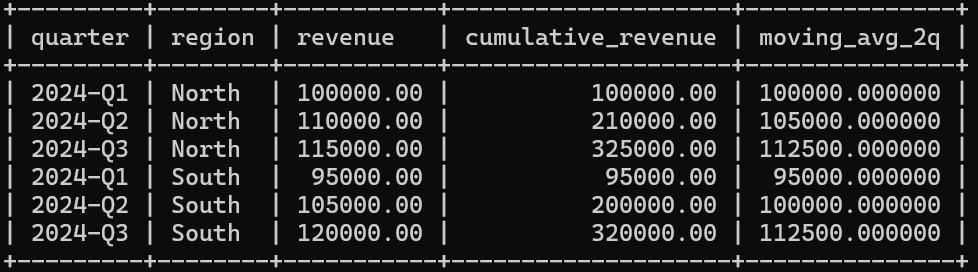 +---------+--------+-----------+--------------------+---------------+
| quarter | region | revenue   | cumulative_revenue | moving_avg_2q |
+---------+--------+-----------+--------------------+---------------+
| 2024-Q1 | North  | 100000.00 |          100000.00 | 100000.000000 |
| 2024-Q2 | North  | 110000.00 |          210000.00 | 105000.000000 |
| 2024-Q3 | North  | 115000.00 |          325000.00 | 112500.000000 |
| 2024-Q1 | South  |  95000.00 |           95000.00 |  95000.000000 |
| 2024-Q2 | South  | 105000.00 |          200000.00 | 100000.000000 |
| 2024-Q3 | South  | 120000.00 |          320000.00 | 112500.000000 |
+---------+--------+-----------+--------------------+---------------+